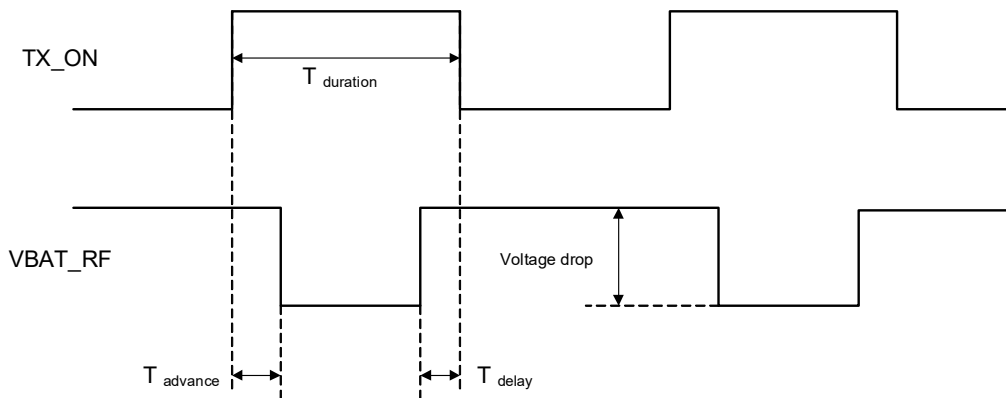 TX_ON
T duration
VBAT_RF
Voltage drop
T advance
T delay